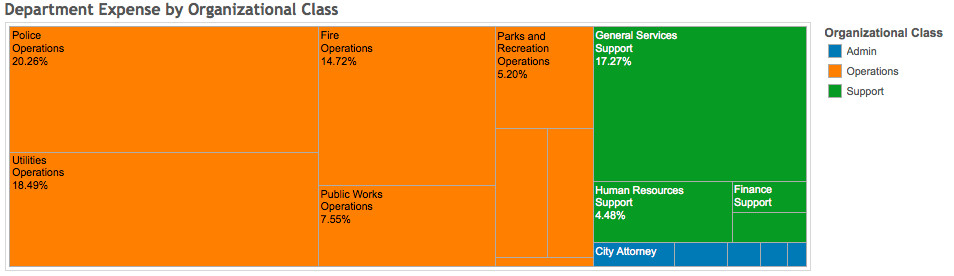 Department Expense by Organizational Class
Police
Operations
20.26%
Utilities
Operations
18.49%
Fire
Operations
14.72%
Public Works
Operations
7.55%
Parks and
Recreation
Operations
5.20%
General Services
Support
17.27%
Human Resources
Support
4.48%
Finance
Support
City Attorney
Organizational Class
Admin
Operations
Support